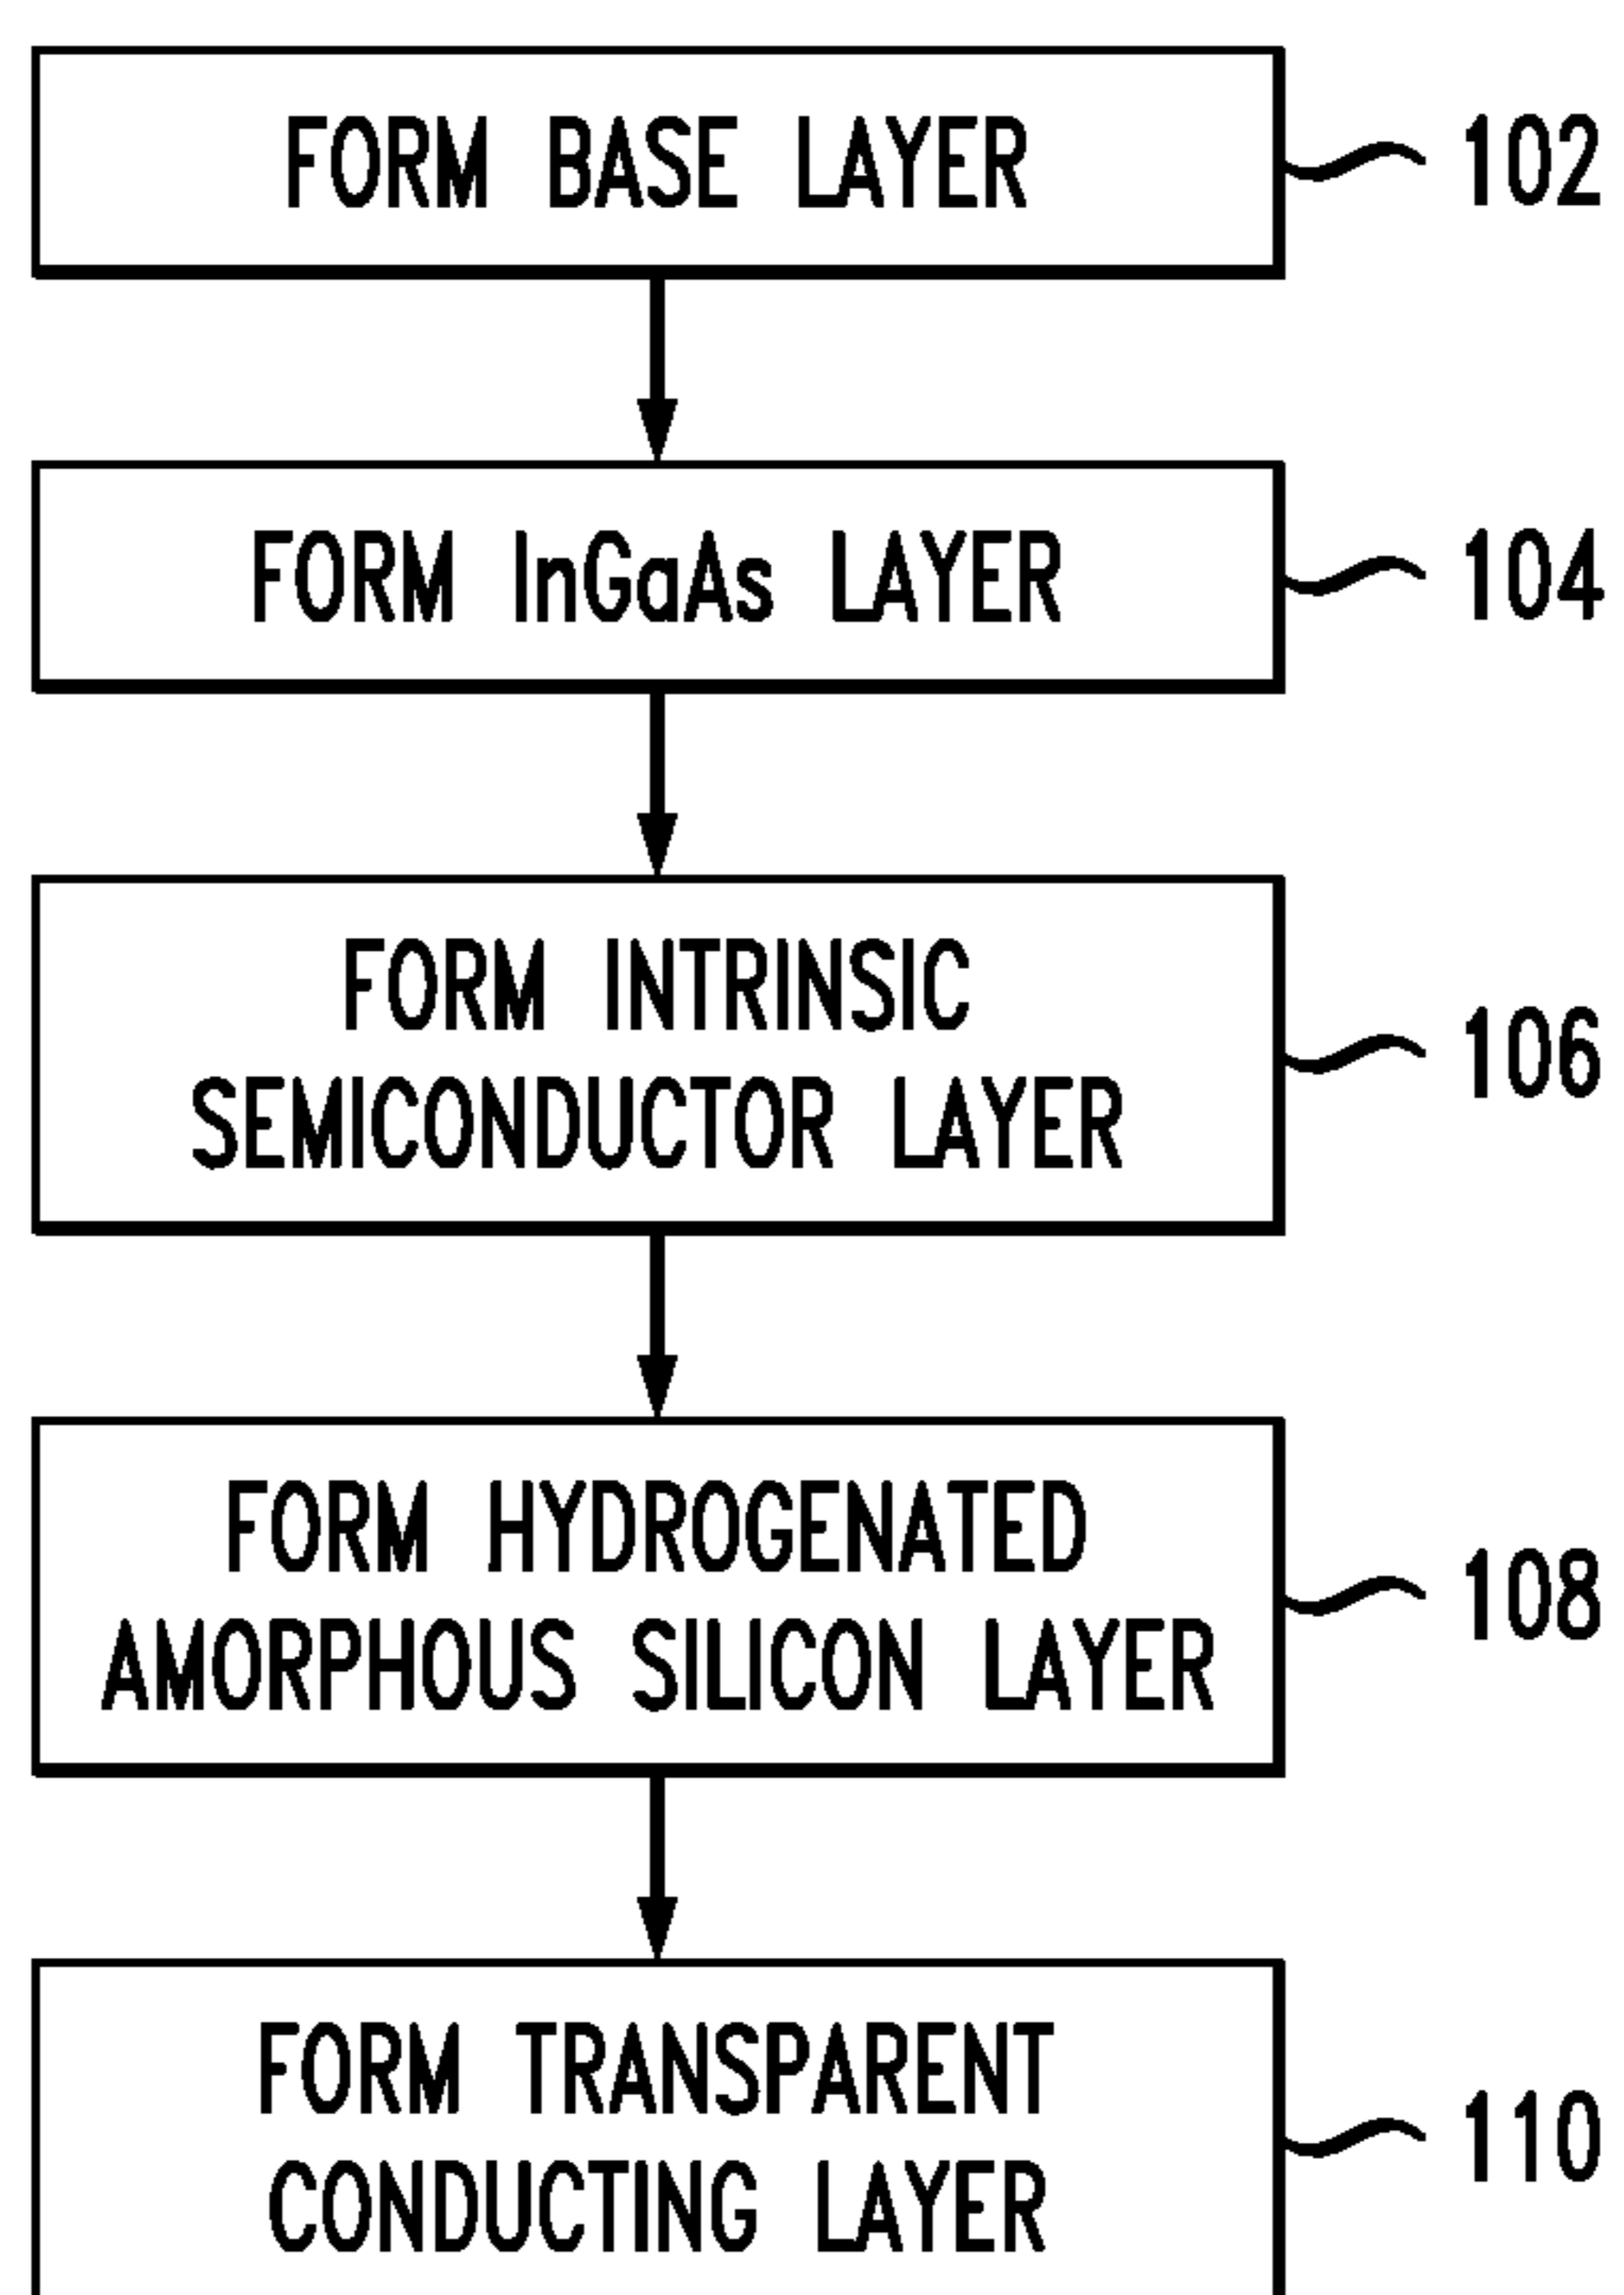 FORM BASE LAYER
102
FORM InGaAs LAYER
104
FORM INTRINSIC
SEMICONDUCTOR LAYER
106
FORM HYDROGENATED
AMORPHOUS SILICON LAYER
108
FORM TRANSPARENT
CONDUCTING LAYER
110